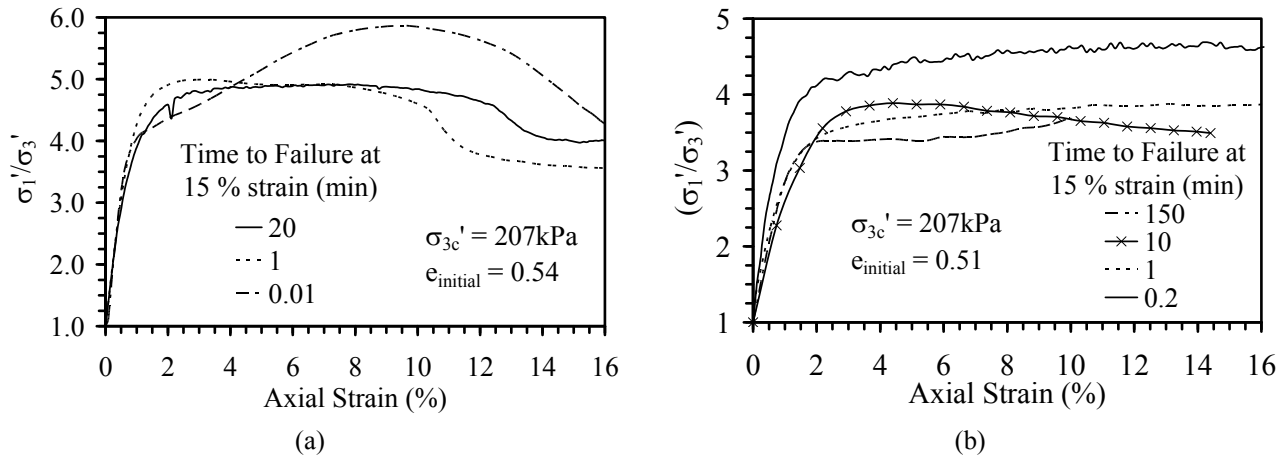 6.0
5.0
4.0
3.0
2.0
1.0
σ₁'/σ₃'
Time to Failure at
15 % strain (min)
20
1
0.01
σ₃c' = 207kPa
e_initial = 0.54
0 2 4 6 8 10 12 14 16
Axial Strain (%)
(a)
5
4
3
2
1
(σ₁'/σ₃')
Time to Failure at
15 % strain (min)
150
10
1
0.2
σ₃c' = 207kPa
e_initial = 0.51
0 2 4 6 8 10 12 14 16
Axial Strain (%)
(b)